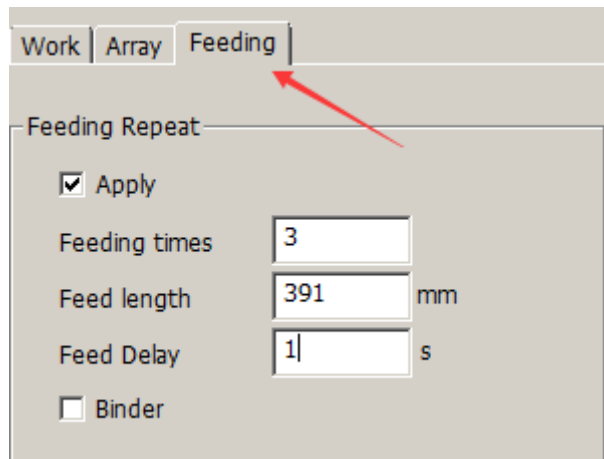 Work Array Feeding
Feeding Repeat
Apply
Feeding times 3
Feed length 391 mm
Feed Delay 1 s
Binder